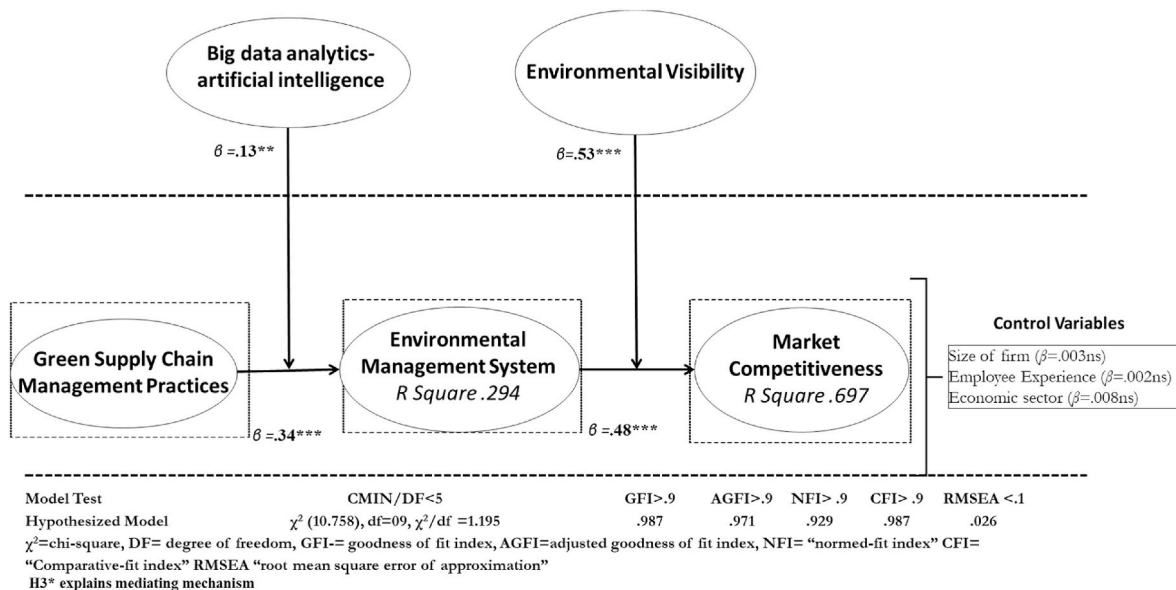 Big data analytics-
artificial intelligence
Environmental Visibility
β =.13**
β=.53***
Green Supply Chain
Management Practices
Environmental
Management System
R Square .294
Market
Competitiveness
R Square .697
β =.34***
β =.48***
Control Variables
Size of firm (β=.003ns)
Employee Experience (β=.002ns)
Economic sector (β=.008ns)
Model Test CMIN/DF<5 GFI>.9 AGFI>.9 NFI> .9 CFI> .9 RMSEA <.1
Hypothesized Model χ² (10.758), df=09, χ²/df =1.195 .987 .971 .929 .987 .026
χ²=chi-square, DF= degree of freedom, GFI-= goodness of fit index, AGFI=adjusted goodness of fit index, NFI= “normed-fit index” CFI=
“Comparative-fit index” RMSEA “root mean square error of approximation”
H3* explains mediating mechanism